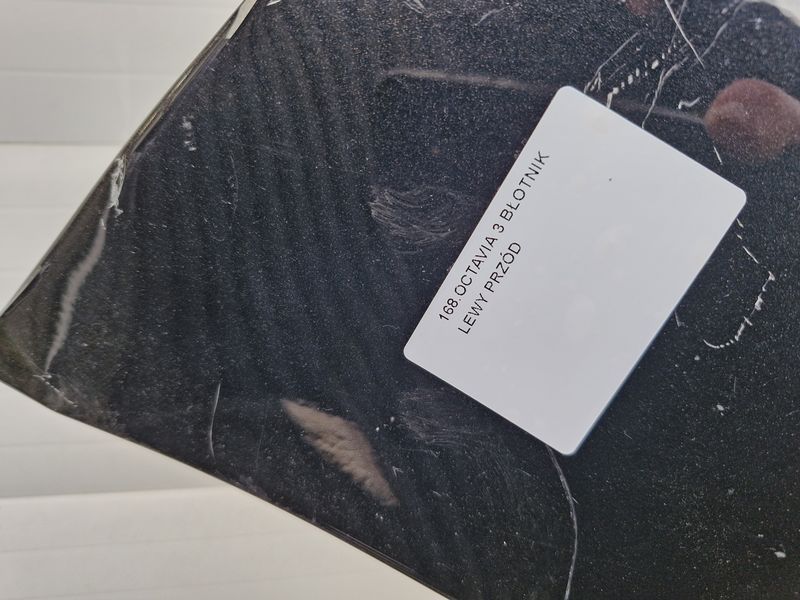 168.OCTAVIA 3 BŁOTNIK
LEWY PRZÓD